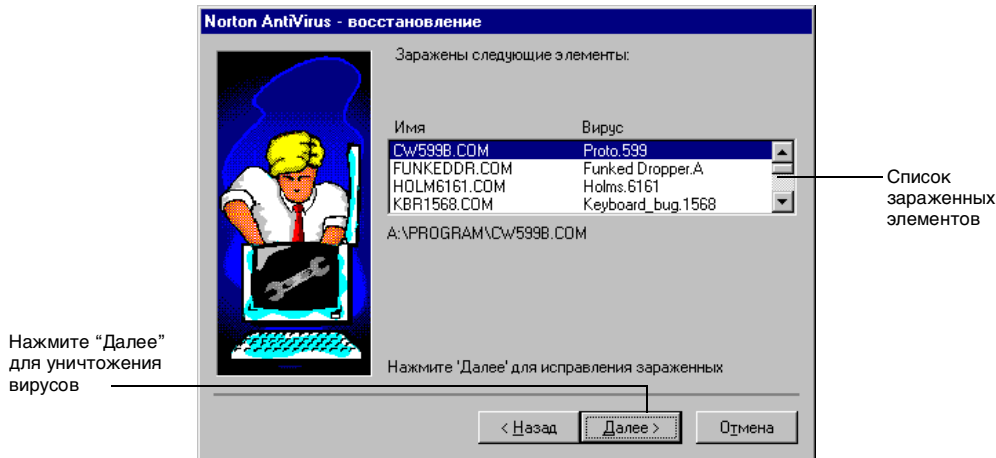 Norton AntiVirus - восстановление
Заражены следующие элементы:
Имя Вирус
CW599B.COM Proto.599
FUNKEDDR.COM Funked Dropper.A
HOLM6161.COM Holms.6161
KBR1568.COM Keyboard_bug.1568
Список
зараженных
элементов
A:\PROGRAM\CW599B.COM
Нажмите “Далее”
для уничтожения
вирусов
Нажмите 'Далее' для исправления зараженных
< Назад Далее > Отмена